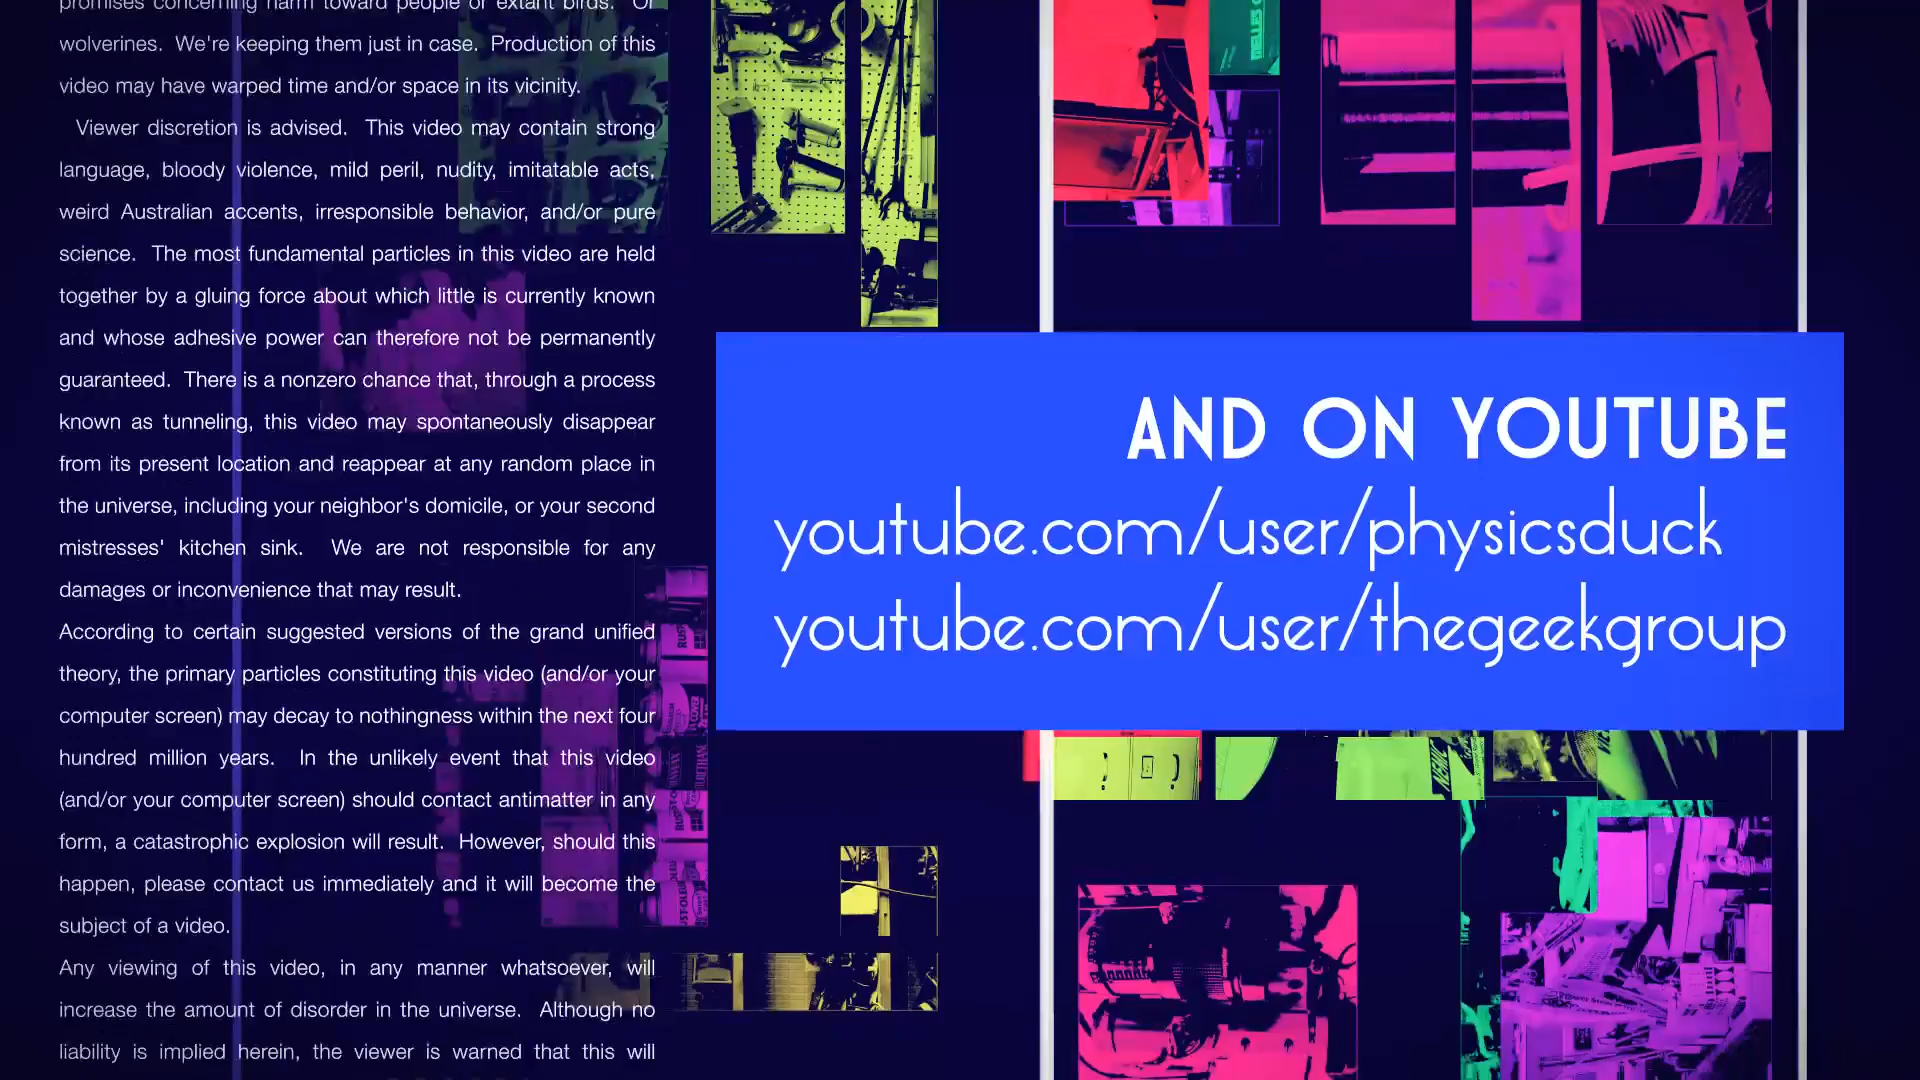 promises concerning harm toward people or extant birds. Or
wolverines. We're keeping them just in case. Production of this
video may have warped time and/or space in its vicinity.
Viewer discretion is advised. This video may contain strong
language, bloody violence, mild peril, nudity, imitatable acts,
weird Australian accents, irresponsible behavior, and/or pure
science. The most fundamental particles in this video are held
together by a gluing force about which little is currently known
and whose adhesive power can therefore not be permanently
guaranteed. There is a nonzero chance that, through a process
known as tunneling, this video may spontaneously disappear
from its present location and reappear at any random place in
the universe, including your neighbor's domicile, or your second
mistresses' kitchen sink. We are not responsible for any
damages or inconvenience that may result.
According to certain suggested versions of the grand unified
theory, the primary particles constituting this video (and/or your
computer screen) may decay to nothingness within the next four
hundred million years. In the unlikely event that this video
(and/or your computer screen) should contact antimatter in any
form, a catastrophic explosion will result. However, should this
happen, please contact us immediately and it will become the
subject of a video.
Any viewing of this video, in any manner whatsoever, will
increase the amount of disorder in the universe. Although no
liability is implied herein, the viewer is warned that this will
AND ON YOUTUBE
youtube.com/user/physicsduck
youtube.com/user/thegeekgroup